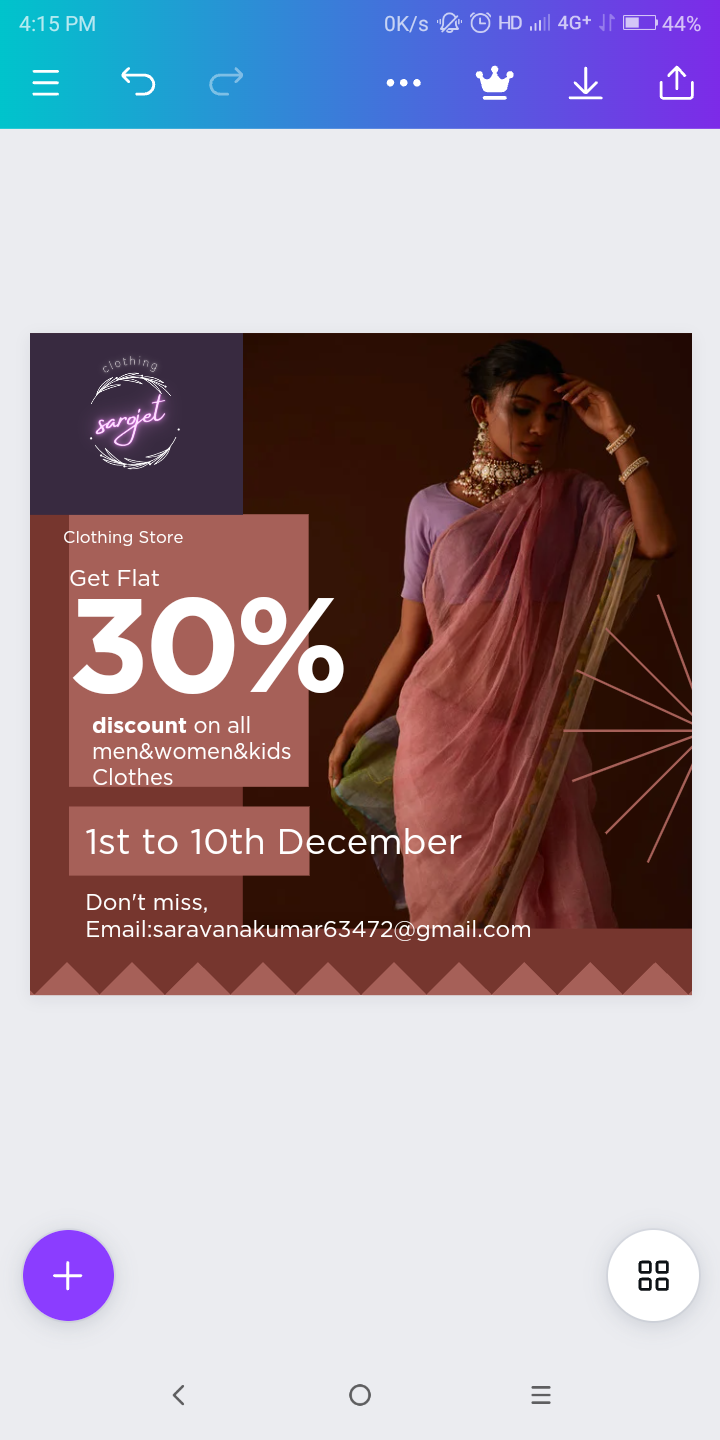 4:15 PM 0K/s HD 4G+ 44%
clothing
sarojet
Clothing Store
Get Flat
30%
discount on all
men&women&kids
Clothes
1st to 10th December
Don't miss,
Email:saravanakumar63472@gmail.com